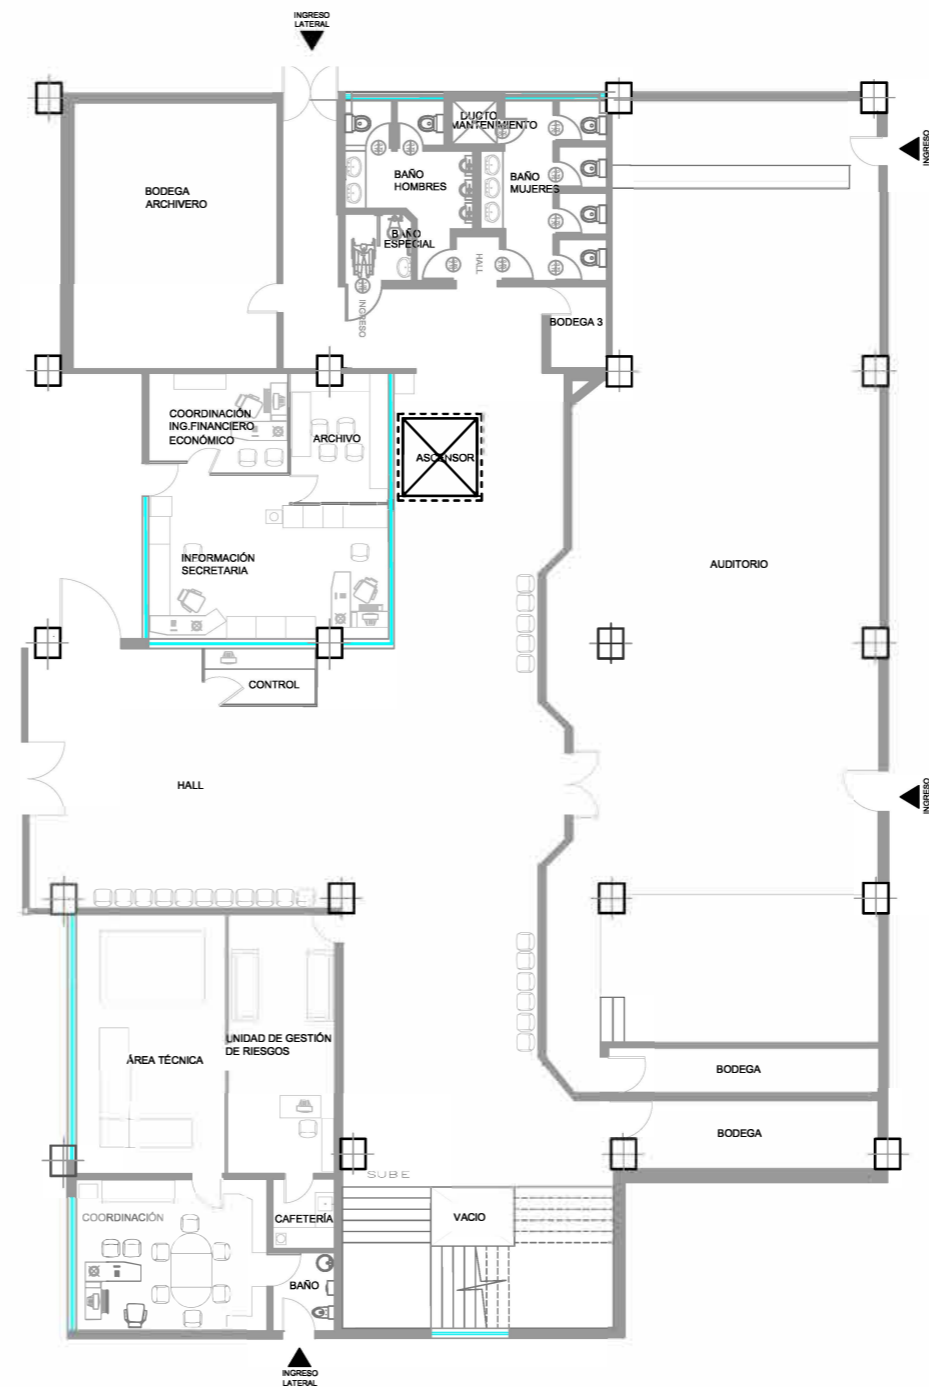 INGRESO
LATERAL
DUCTO
MANTENIMIENTO
INGRESO
BODEGA
ARCHIVERO
BAÑO
HOMBRES
BAÑO
MUJERES
BAÑO
ESPECIAL
HALL
INGRESO
BODEGA 3
COORDINACIÓN
ING.FINANCIERO
ECONÓMICO
ARCHIVO
ASCENSOR
INFORMACIÓN
SECRETARIA
AUDITORIO
CONTROL
HALL
INGRESO
UNIDAD DE GESTIÓN
DE RIESGOS
ÁREA TÉCNICA
BODEGA
BODEGA
SUBE
COORDINACIÓN
CAFETERÍA
VACIO
BAÑO
INGRESO
LATERAL